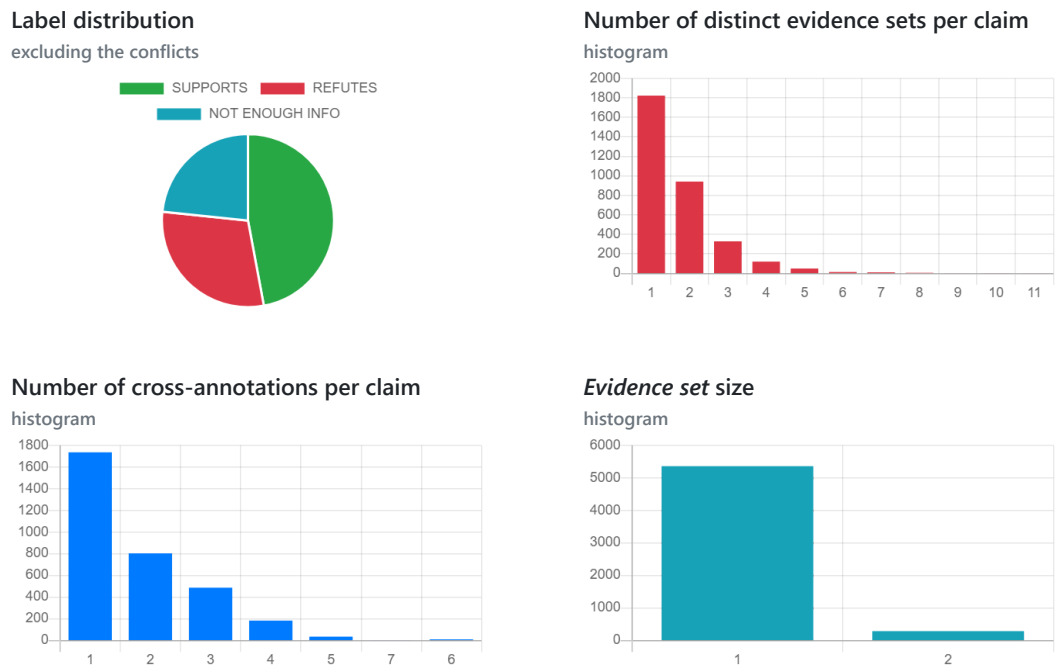 Label distribution
excluding the conflicts
SUPPORTS REFUTES
NOT ENOUGH INFO
Number of distinct evidence sets per claim
histogram
2000
1800
1600
1400
1200
1000
800
600
400
200
0
1 2 3 4 5 6 7 8 9 10 11
Number of cross-annotations per claim
histogram
1800
1600
1400
1200
1000
800
600
400
200
0
1 2 3 4 5 7 6
Evidence set size
histogram
6000
5000
4000
3000
2000
1000
0
1 2